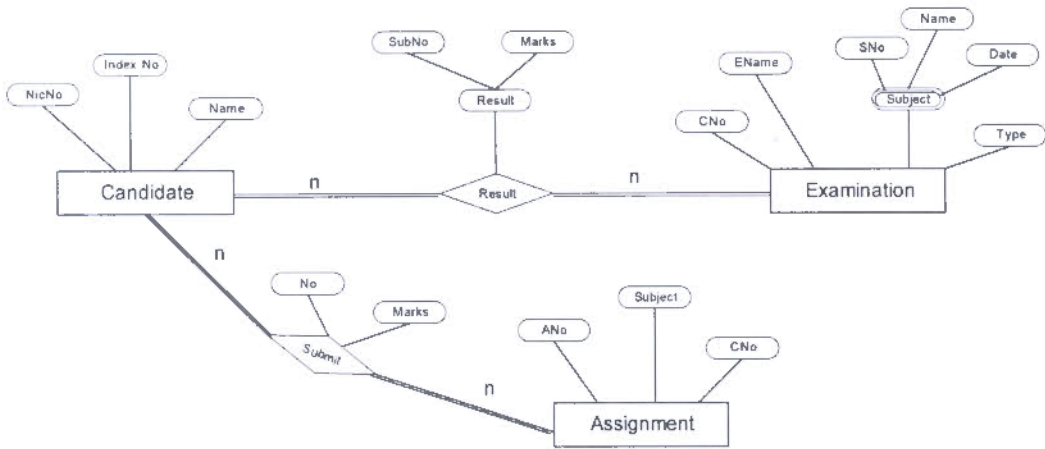 Name
SubNo
Marks
SNo
Date
EName
Index No
NicNo
Name
Result
Subject
CNo
Type
Candidate
n
Result
n
Examination
n
No
Marks
Subject
Submit
ANo
CNo
n
Assignment